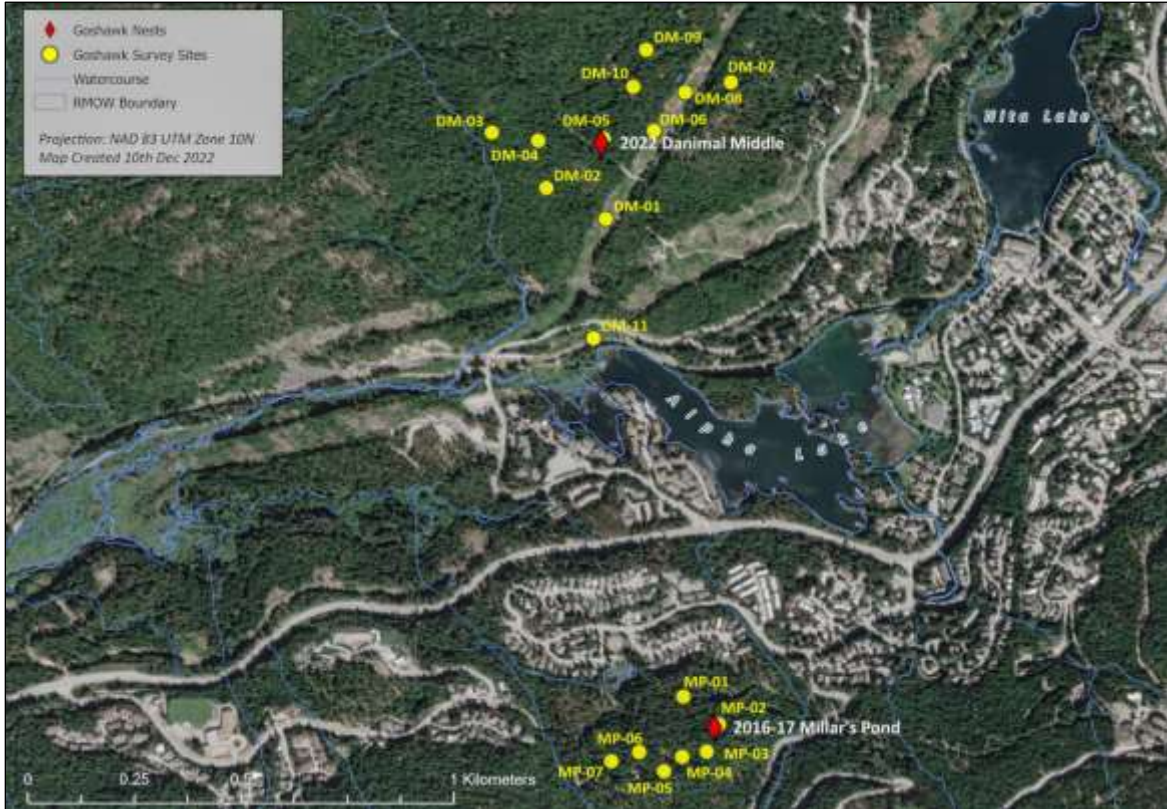 Goshawk Nests
Goshawk Survey Sites
Watercourse
RMOW Boundary
Projection: NAD 83 UTM Zone 10N
Map Created 10th Dec 2022
DM-09
DM-07
DM-10
DM-08
DM-03
DM-05
DM-06
2022 Danimal Middle
DM-04
DM-02
DM-01
Nita Lake
DM-11
Alpha Lake
MP-01
MP-02
2016-17 Millar's Pond
MP-06
MP-03
MP-07
MP-04
MP-05
0 0.25 0.5 1 Kilometers